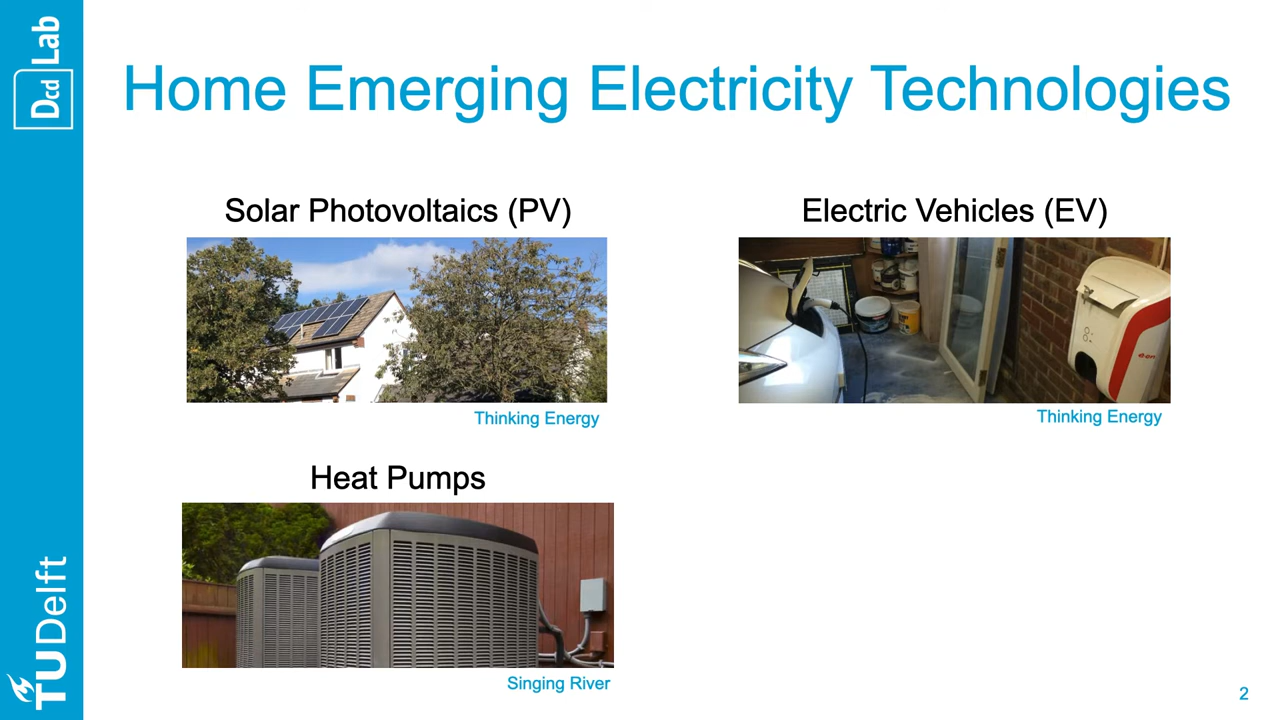 Dcd Lab
Home Emerging Electricity Technologies
Solar Photovoltaics (PV)
Electric Vehicles (EV)
e·on
Thinking Energy
Thinking Energy
Heat Pumps
Singing River
TUDelft
2